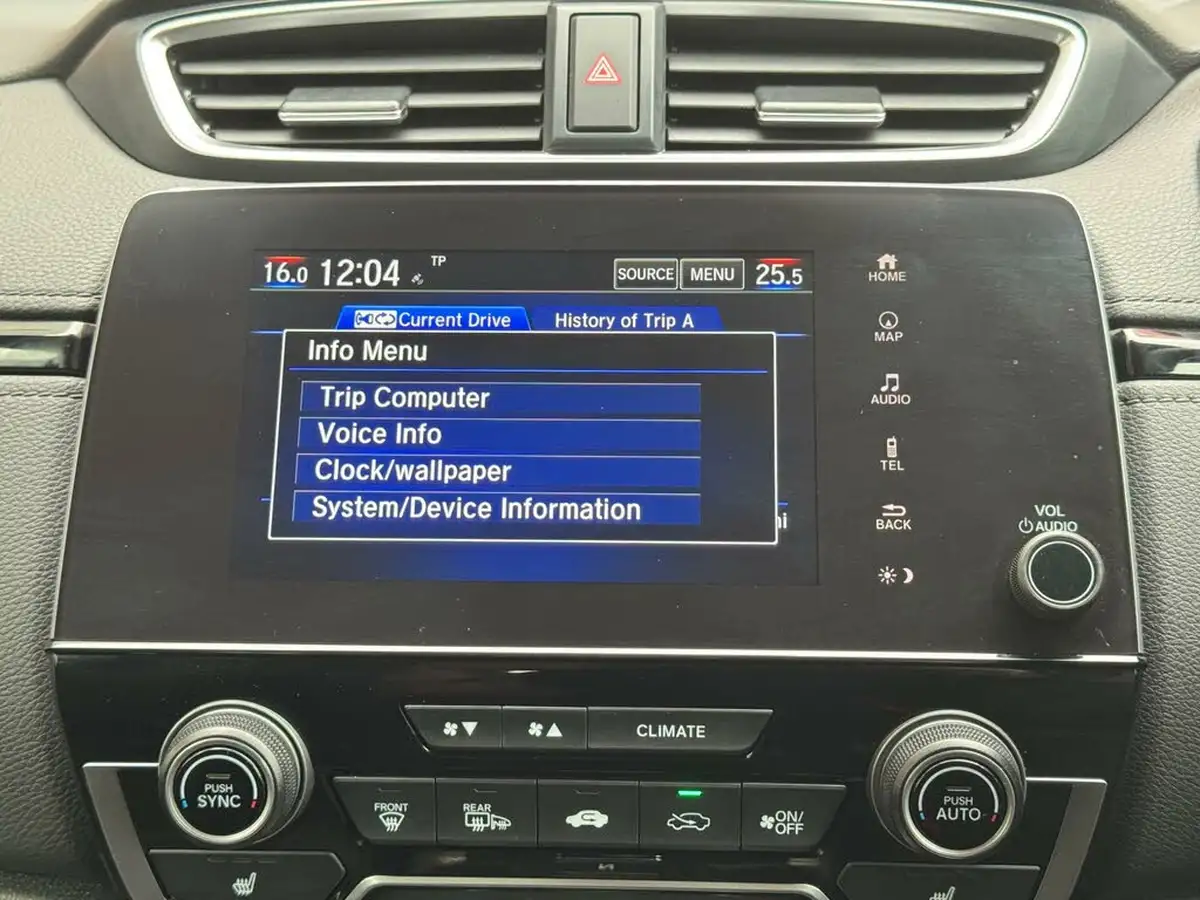 16.0 12:04 TP SOURCE MENU 25.5
Current Drive History of Trip A
Info Menu
Trip Computer
Voice Info
Clock/wallpaper
System/Device Information
HOME
MAP
AUDIO
TEL
BACK
VOL
AUDIO
CLIMATE
PUSH
SYNC
FRONT
REAR
ON/
OFF
PUSH
AUTO